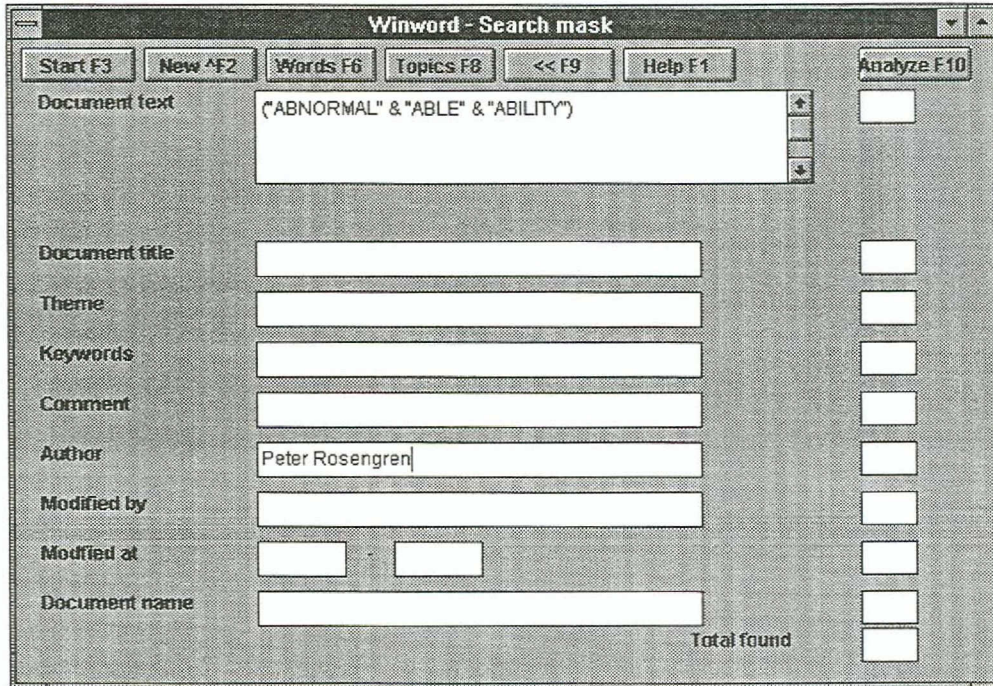 Winword - Search mask
Start F3 New ^F2 Words F6 Topics F8 << F9 Help F1 Analyze F10
Document text ("ABNORMAL" & "ABLE" & "ABILITY")
Document title
Theme
Keywords
Comment
Author Peter Rosengren
Modified by
Modfied at -
Document name
Total found